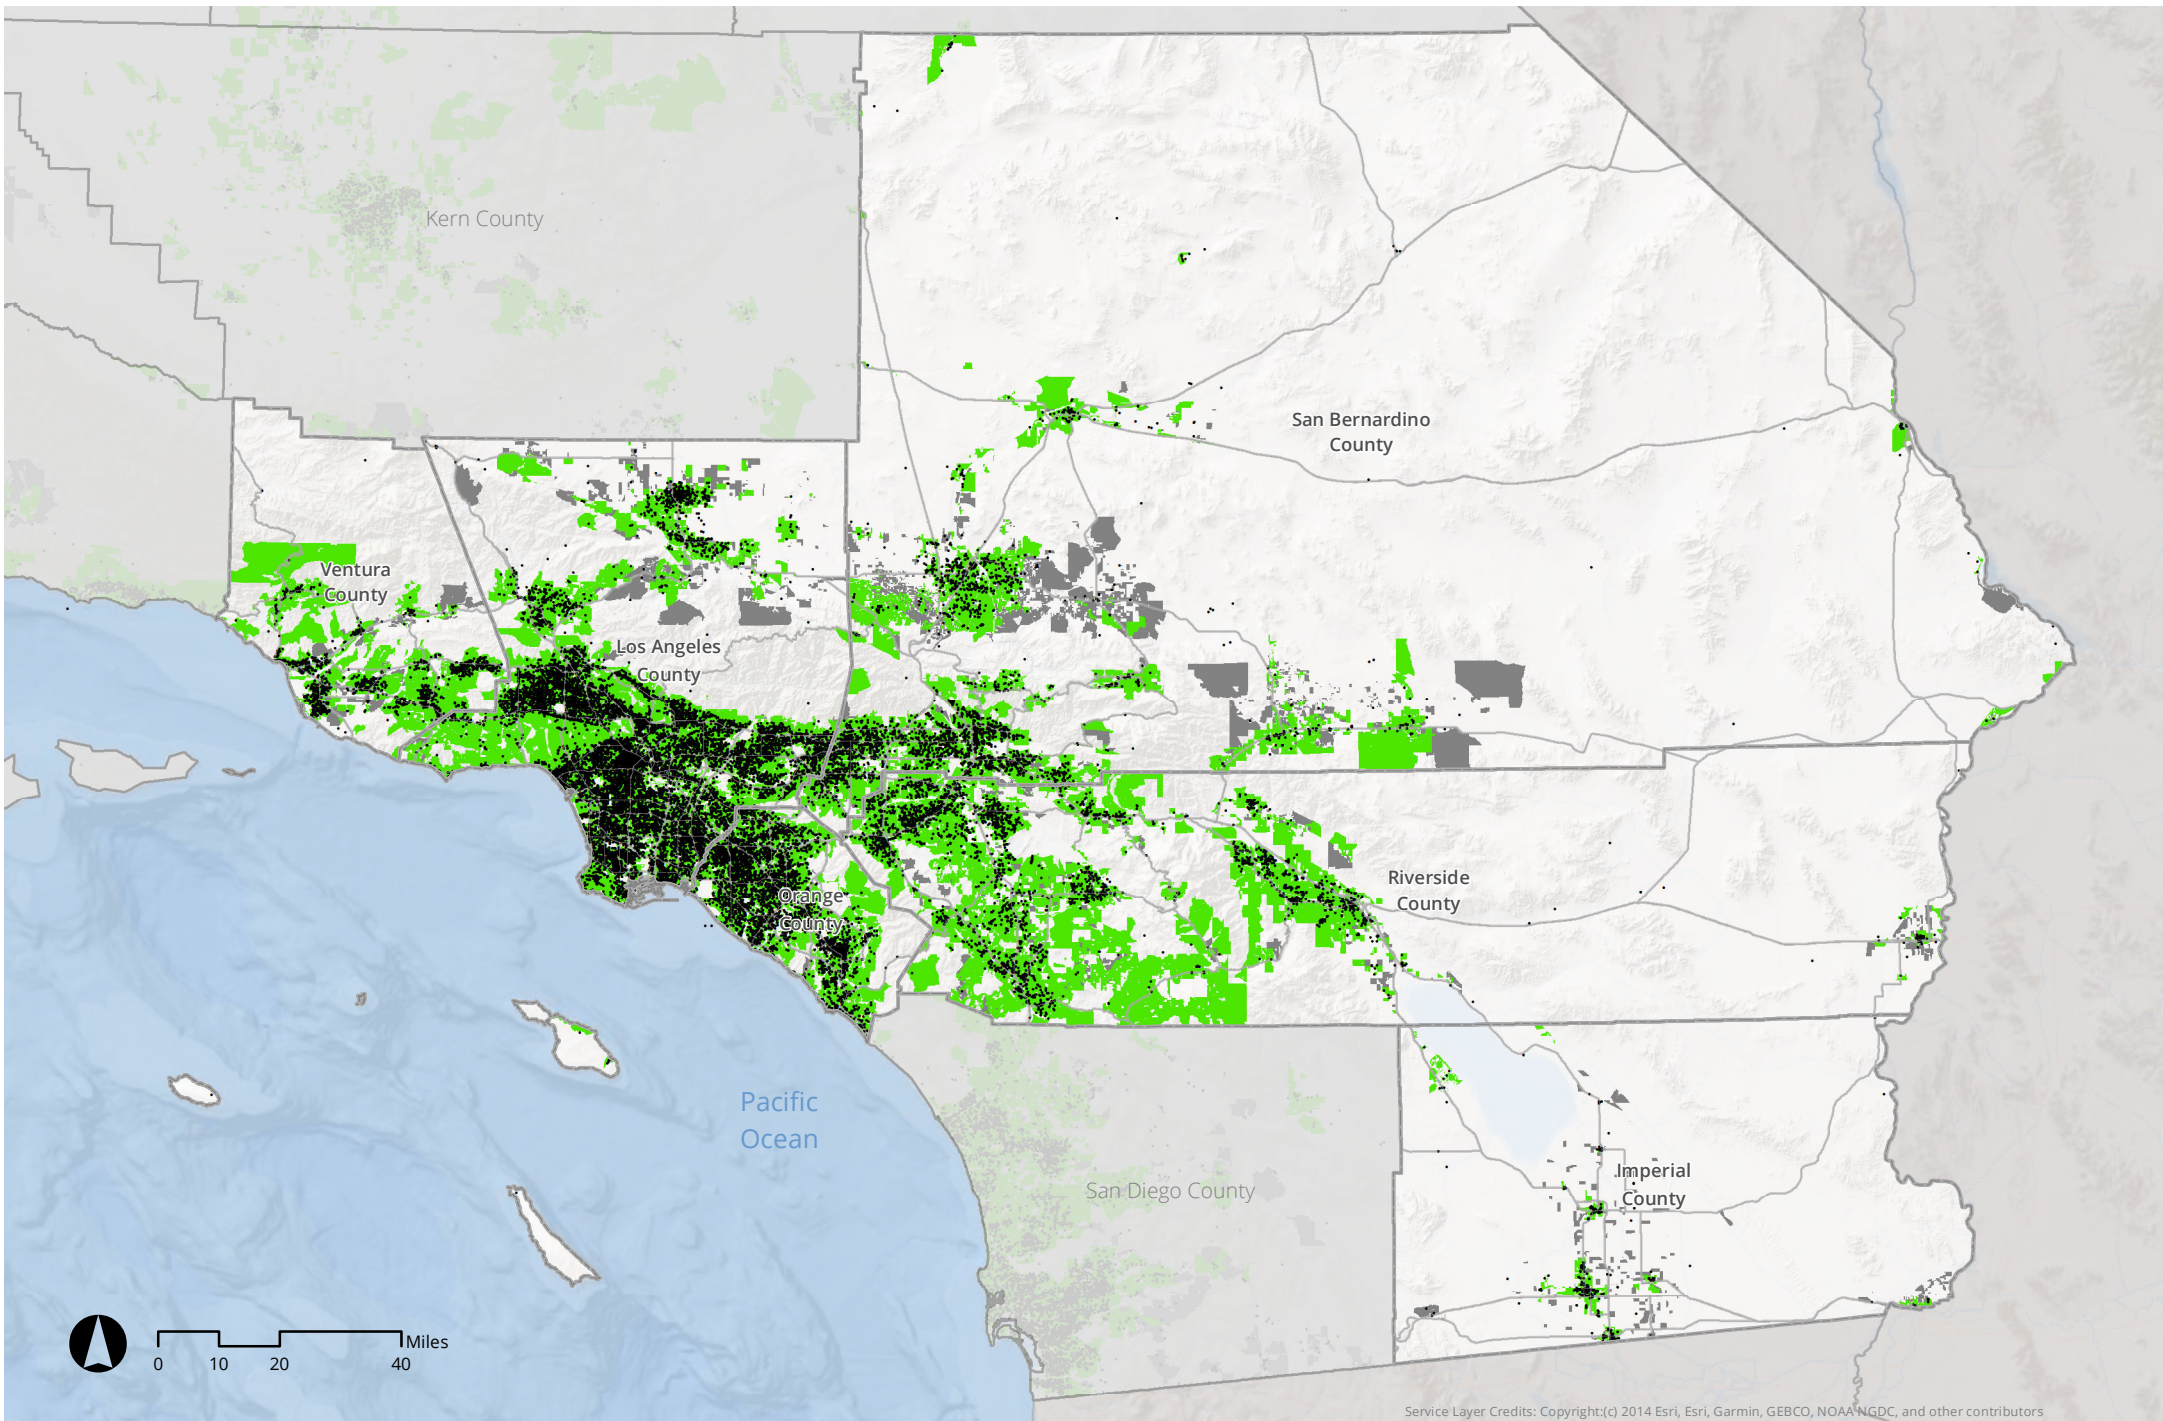 Kern County
San Bernardino
County
Ventura
County
Los Angeles
County
Riverside
County
Orange
County
Pacific
Ocean
San Diego County
Imperial
County
Miles
0 10 20 40
Service Layer Credits: Copyright:(c) 2014 Esri, Esri, Garmin, GEBCO, NOAA NGDC, and other contributors